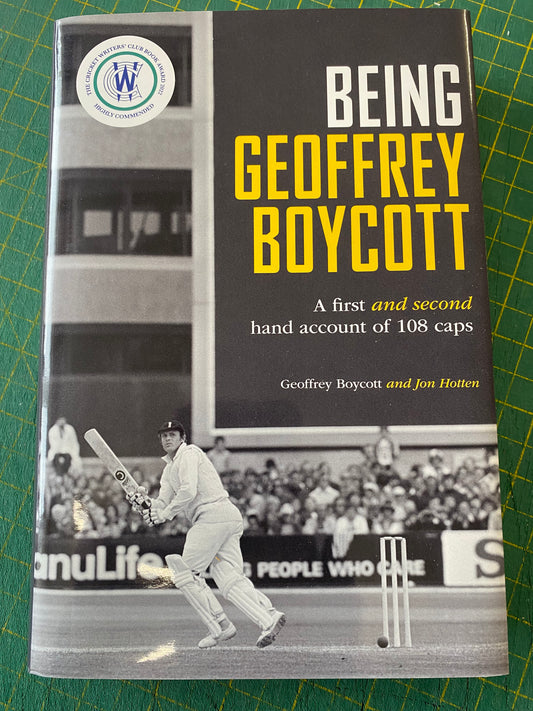 THE CRICKET WRITERS' CLUB BOOK AWARD 2022
HIGHLY COMMENDED
CW
BEING
GEOFFREY
BOYCOTT
A first and second
hand account of 108 caps
Geoffrey Boycott and Jon Hotten
anuLife
G PEOPLE WHO CARE
S